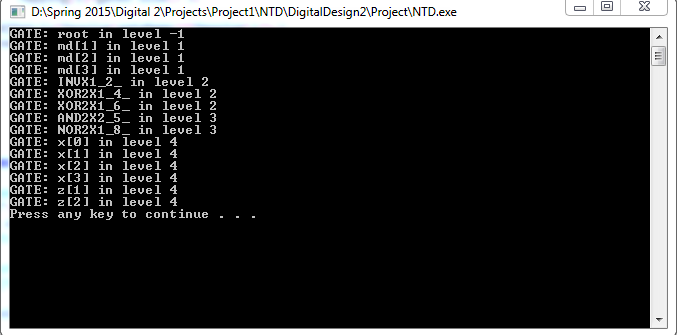 D:\Spring 2015\Digital 2\Projects\Project1\NTD\DigitalDesign2\Project\NTD.exe
GATE: root in level -1
GATE: md[1] in level 1
GATE: md[2] in level 1
GATE: md[3] in level 1
GATE: INVX1_2_ in level 2
GATE: XOR2X1_4_ in level 2
GATE: XOR2X1_6_ in level 2
GATE: AND2X2_5_ in level 3
GATE: NOR2X1_8_ in level 3
GATE: x[0] in level 4
GATE: x[1] in level 4
GATE: x[2] in level 4
GATE: x[3] in level 4
GATE: z[1] in level 4
GATE: z[2] in level 4
Press any key to continue . . .